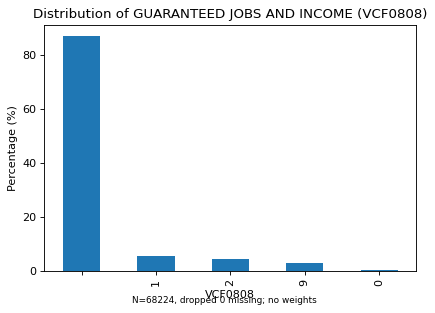 Distribution of GUARANTEED JOBS AND INCOME (VCF0808)
Percentage (%)
80
60
40
20
0
1
2
9
0
VCF0808
N=68224, dropped 0 missing; no weights